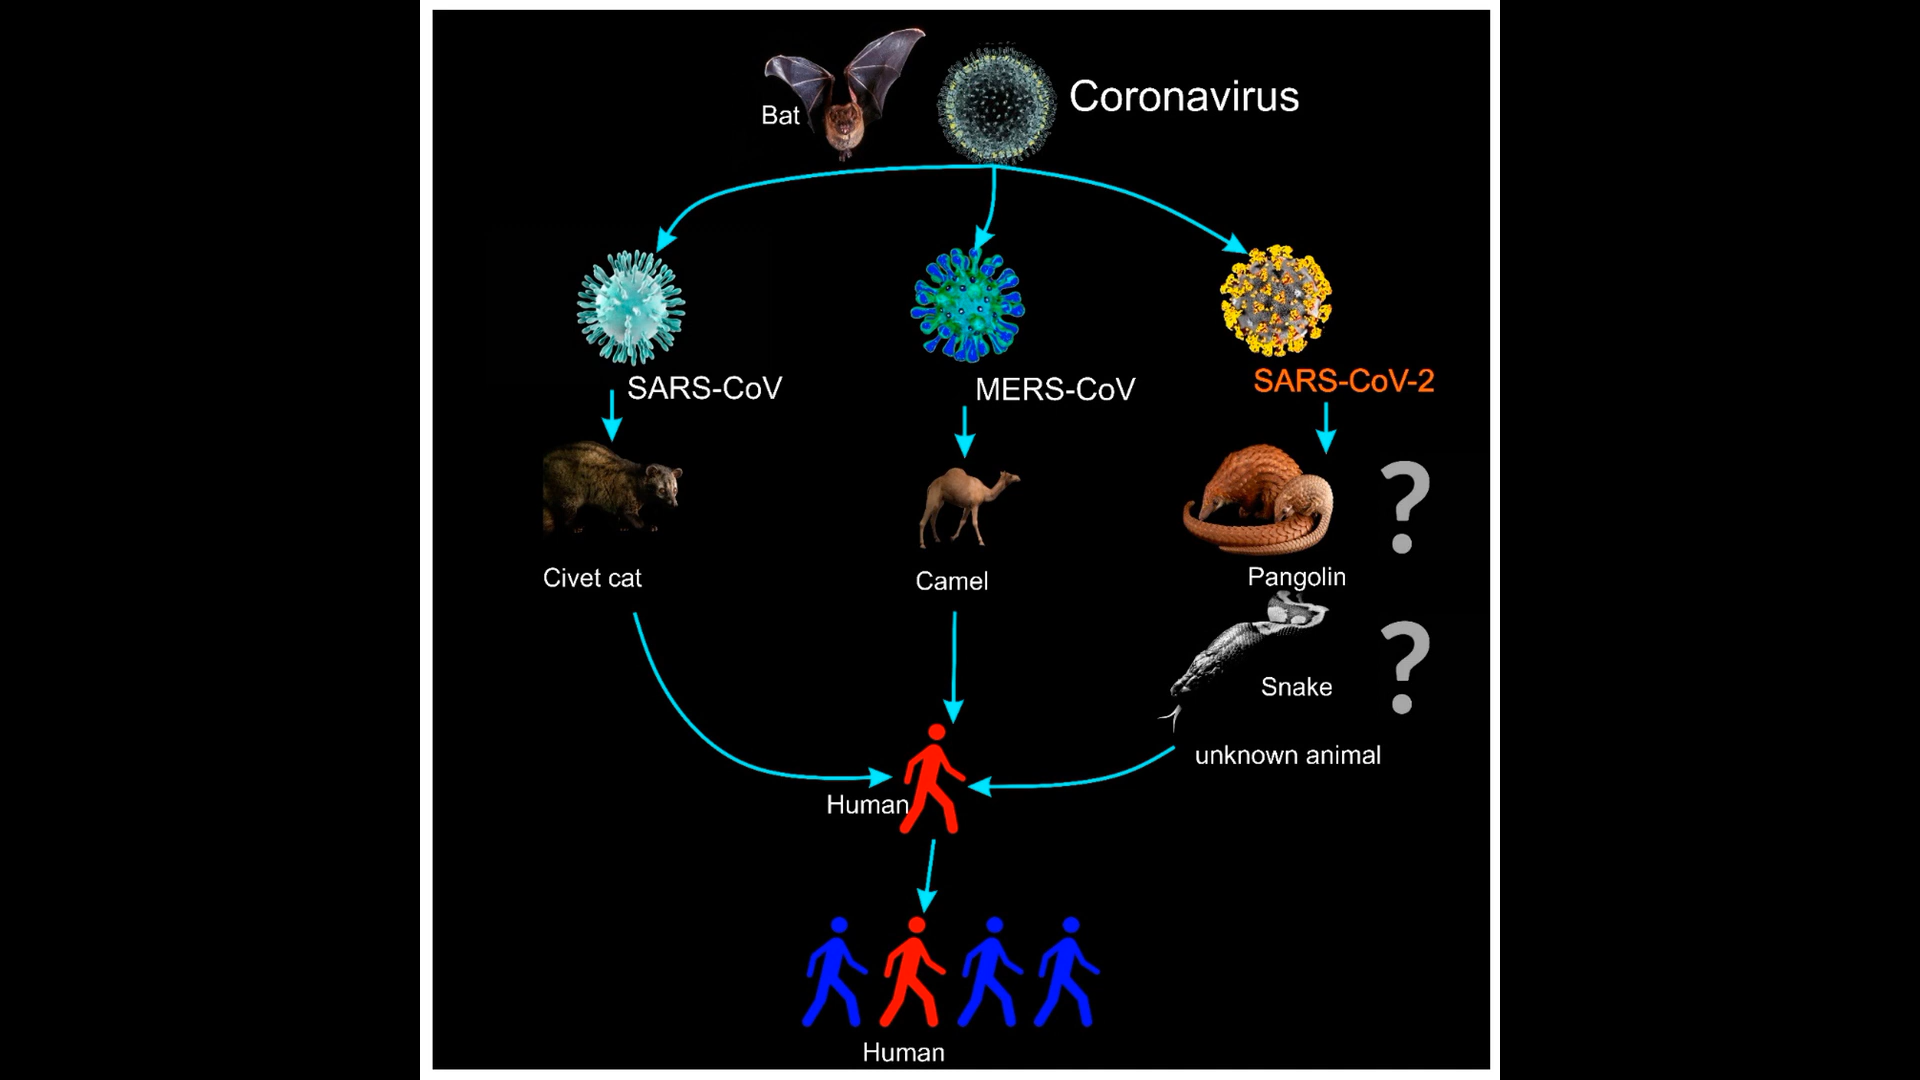 Coronavirus
Bat
SARS-CoV
MERS-CoV
SARS-CoV-2
?
Civet cat
Camel
Pangolin
?
Snake
unknown animal
Human
Human